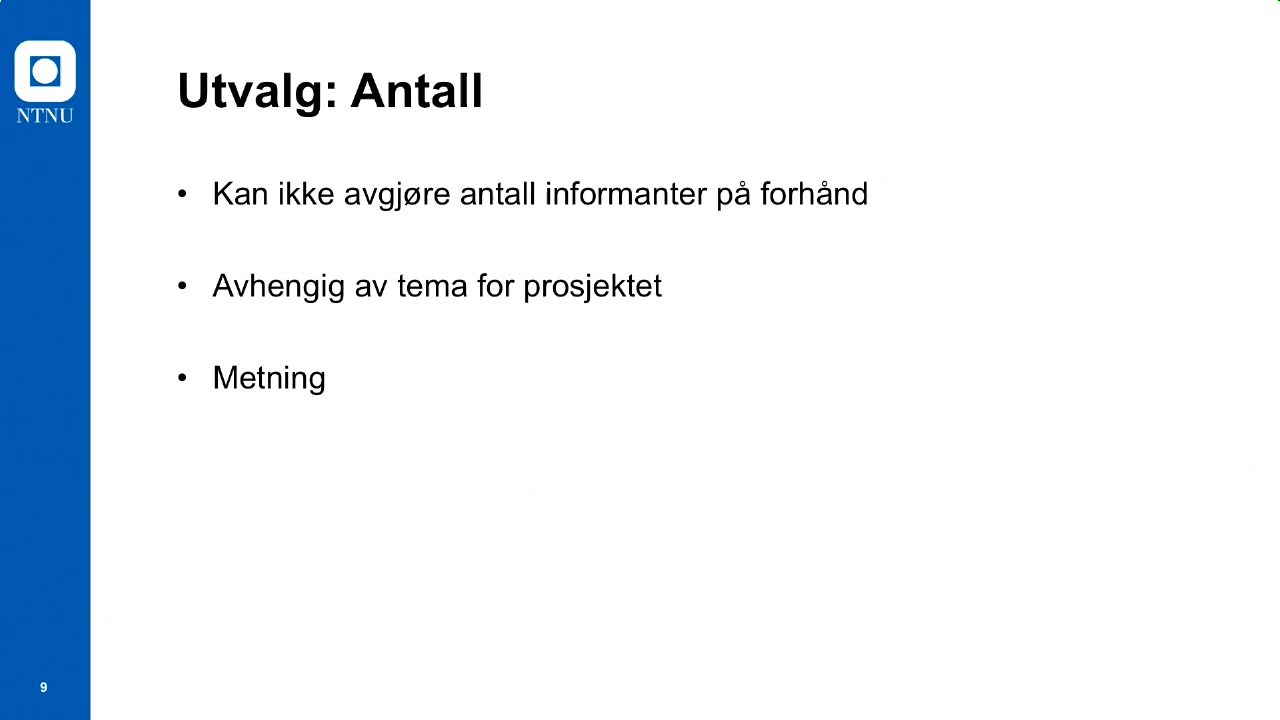 NTNU
Utvalg: Antall
• Kan ikke avgjøre antall informanter på forhånd
• Avhengig av tema for prosjektet
• Metning
9